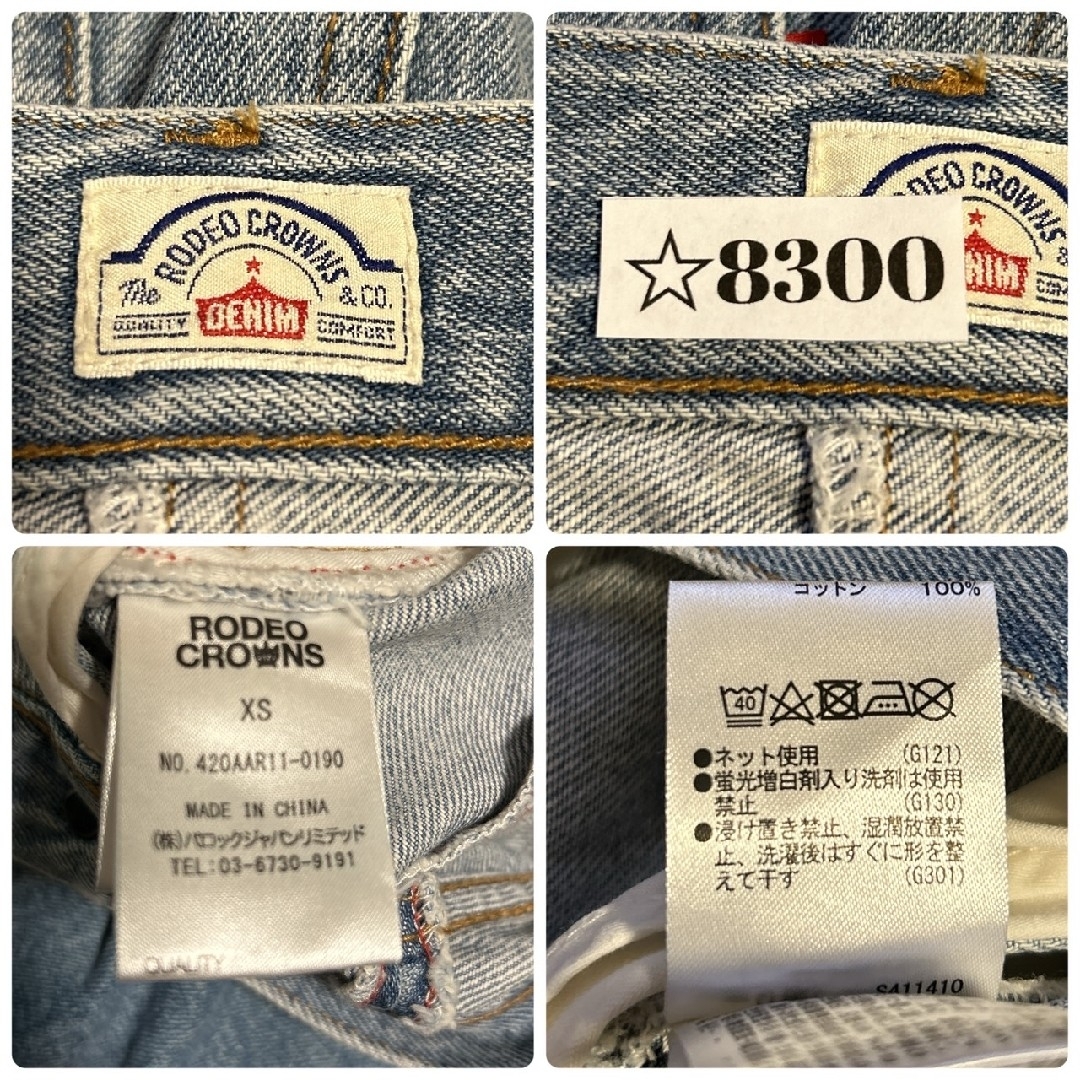 The RODEO CROWNS & CO.
QUALITY DENIM COMFORT
RODEO CROWNS &
☆8300
RODEO
CROWNS
XS
NO. 420AAR11-0190
MADE IN CHINA
(株)バロックジャパンリミテッド
TEL:03-6730-9191
QUALITY
コットン 100%
40
●ネット使用 (G121)
●蛍光増白剤入り洗剤は使用
禁止 (G130)
●浸け置き禁止、湿潤放置禁
止、洗濯後はすぐに形を整
えて干す (G301)
S411410